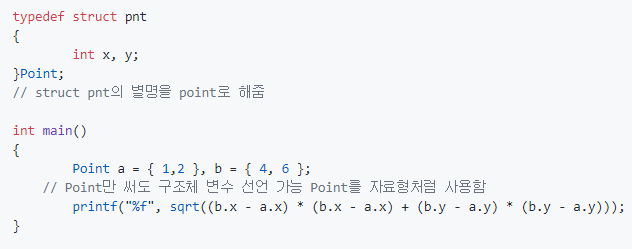 typedef struct pnt
{
        int x, y;
}Point;
// struct pnt의 별명을 point로 해줌

int main()
{
        Point a = { 1,2 }, b = { 4, 6 };
    // Point만 써도 구조체 변수 선언 가능 Point를 자료형처럼 사용함
        printf("%f", sqrt((b.x - a.x) * (b.x - a.x) + (b.y - a.y) * (b.y - a.y)));
}